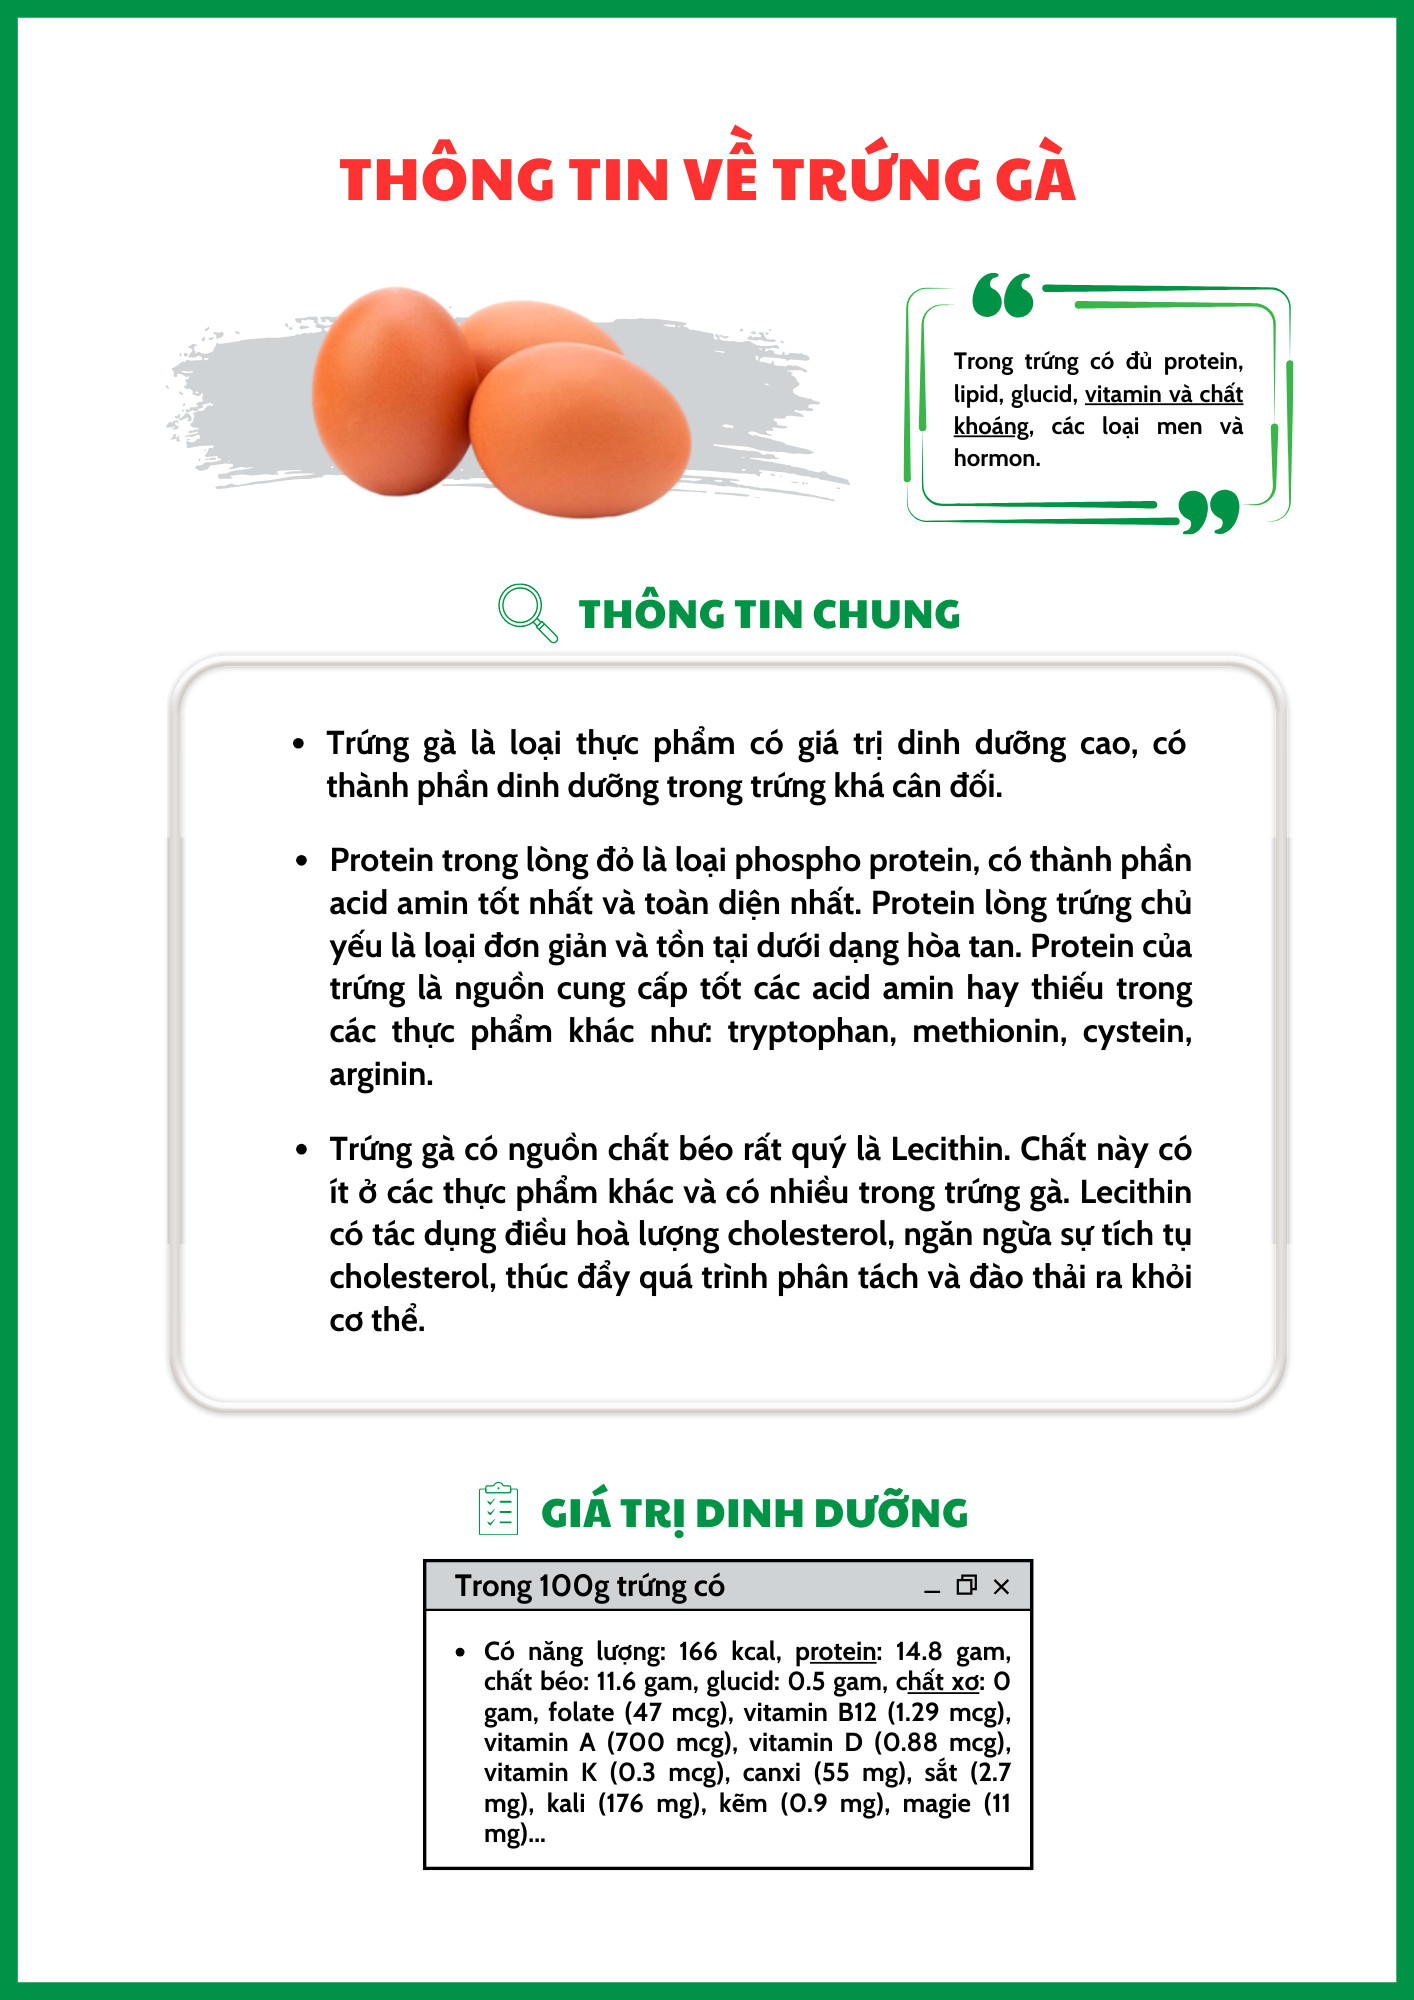 THÔNG TIN VỀ TRỨNG GÀ
Trong trứng có đủ protein,
lipid, glucid, vitamin và chất
khoáng, các loại men và
hormon.
THÔNG TIN CHUNG
• Trứng gà là loại thực phẩm có giá trị dinh dưỡng cao, có
thành phần dinh dưỡng trong trứng khá cân đối.
• Protein trong lòng đỏ là loại phospho protein, có thành phần
acid amin tốt nhất và toàn diện nhất. Protein lòng trứng chủ
yếu là loại đơn giản và tồn tại dưới dạng hòa tan. Protein của
trứng là nguồn cung cấp tốt các acid amin hay thiếu trong
các thực phẩm khác như: tryptophan, methionin, cystein,
arginin.
• Trứng gà có nguồn chất béo rất quý là Lecithin. Chất này có
ít ở các thực phẩm khác và có nhiều trong trứng gà. Lecithin
có tác dụng điều hoà lượng cholesterol, ngăn ngừa sự tích tụ
cholesterol, thúc đẩy quá trình phân tách và đào thải ra khỏi
cơ thể.
GIÁ TRỊ DINH DƯỠNG
Trong 100g trứng có
• Có năng lượng: 166 kcal, protein: 14.8 gam,
chất béo: 11.6 gam, glucid: 0.5 gam, chất xơ: 0
gam, folate (47 mcg), vitamin B12 (1.29 mcg),
vitamin A (700 mcg), vitamin D (0.88 mcg),
vitamin K (0.3 mcg), canxi (55 mg), sắt (2.7
mg), kali (176 mg), kẽm (0.9 mg), magie (11
mg)...